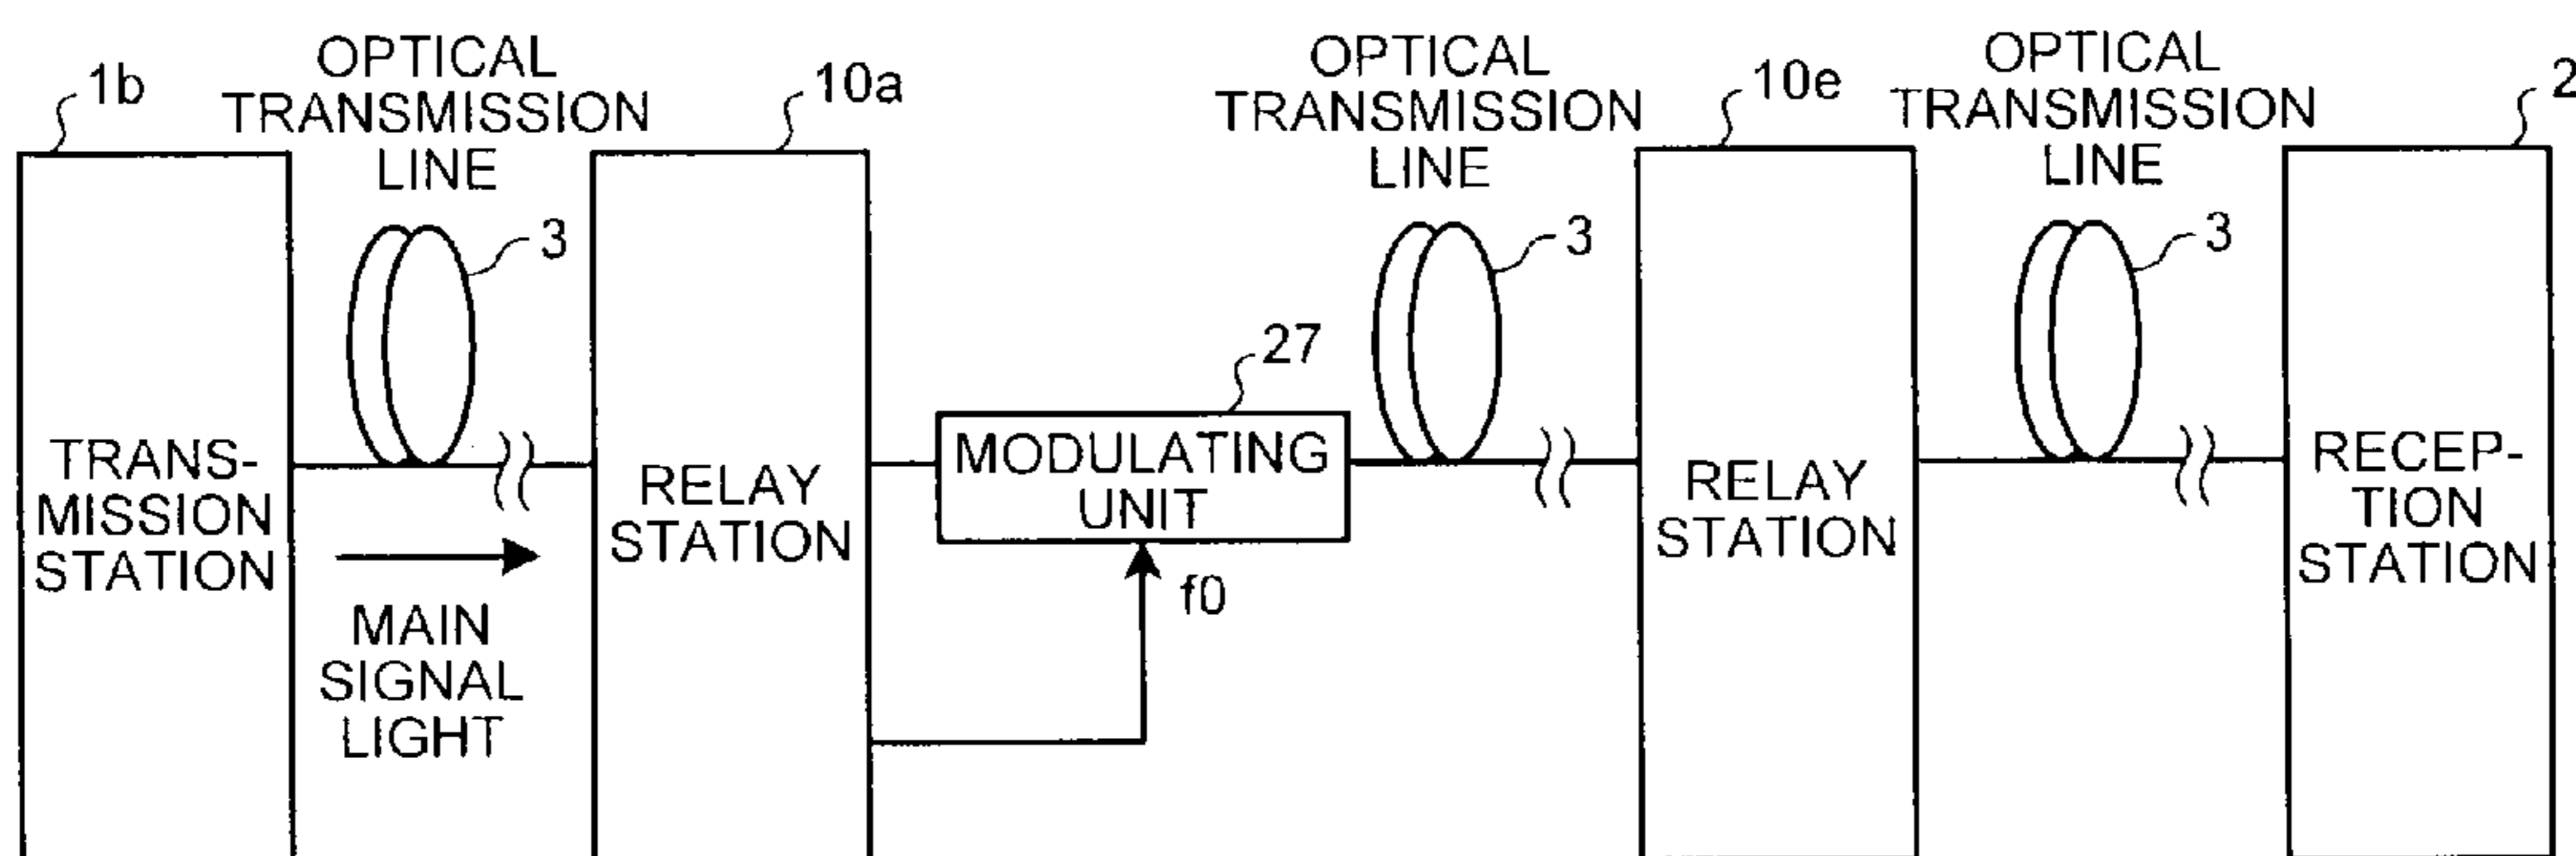 1b
OPTICAL
TRANSMISSION
LINE
3
10a
OPTICAL
TRANSMISSION
LINE
3
10e
OPTICAL
TRANSMISSION
LINE
3
2
TRANS-
MISSION
STATION
MAIN
SIGNAL
LIGHT
RELAY
STATION
27
MODULATING
UNIT
f0
RELAY
STATION
RECEP-
TION
STATION